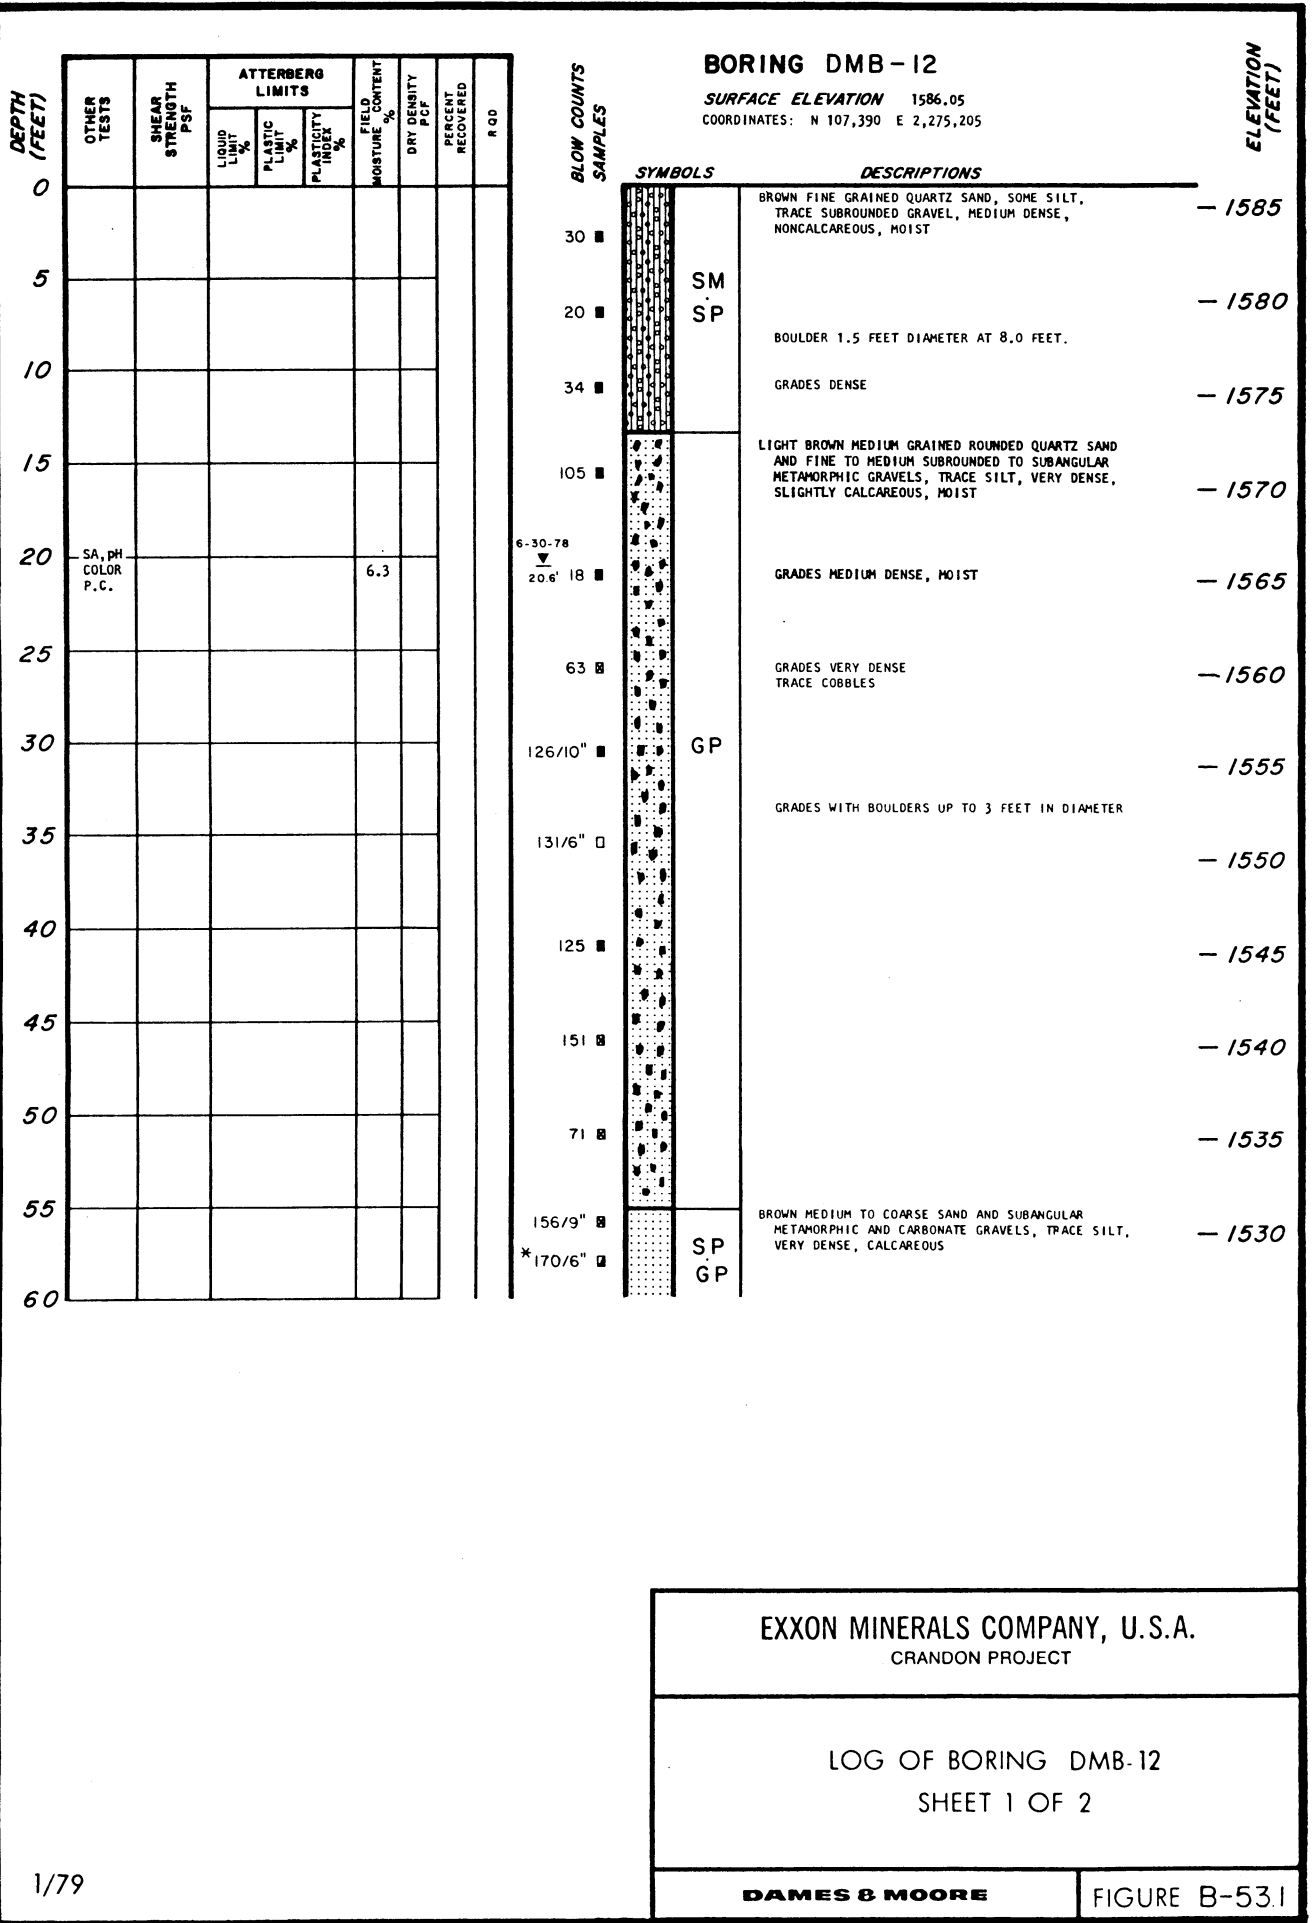 BORING DMB-12
SURFACE ELEVATION 1586.05
COORDINATES: N 107,390 E 2,275,205
DEPTH (FEET)
OTHER TESTS
SHEAR STRENGTH PSF
ATTERBERG LIMITS
LIQUID LIMIT %
PLASTIC LIMIT %
PLASTICITY INDEX %
FIELD MOISTURE CONTENT %
DRY DENSITY PCF
PERCENT RECOVERED
RQD
BLOW COUNTS
SAMPLES
SYMBOLS
DESCRIPTIONS
ELEVATION (FEET)
0
BROWN FINE GRAINED QUARTZ SAND, SOME SILT,
TRACE SUBROUNDED GRAVEL, MEDIUM DENSE,
NONCALCAREOUS, MOIST
— 1585
30
5
SM
.
SP
— 1580
20
BOULDER 1.5 FEET DIAMETER AT 8.0 FEET.
10
34
GRADES DENSE
— 1575
LIGHT BROWN MEDIUM GRAINED ROUNDED QUARTZ SAND
AND FINE TO MEDIUM SUBROUNDED TO SUBANGULAR
METAMORPHIC GRAVELS, TRACE SILT, VERY DENSE,
SLIGHTLY CALCAREOUS, MOIST
15
105
— 1570
20
SA, pH
COLOR
P.C.
6.3
6-30-78
20.6'
18
GRADES MEDIUM DENSE, MOIST
— 1565
25
63
GRADES VERY DENSE
TRACE COBBLES
— 1560
30
126/10"
GP
— 1555
GRADES WITH BOULDERS UP TO 3 FEET IN DIAMETER
35
131/6"
— 1550
40
125
— 1545
45
151
— 1540
50
71
— 1535
55
156/9"
BROWN MEDIUM TO COARSE SAND AND SUBANGULAR
METAMORPHIC AND CARBONATE GRAVELS, TRACE SILT,
VERY DENSE, CALCAREOUS
— 1530
SP
.
GP
*170/6"
60
EXXON MINERALS COMPANY, U.S.A.
CRANDON PROJECT
LOG OF BORING DMB-12
SHEET 1 OF 2
1/79
DAMES & MOORE
FIGURE B-53.1